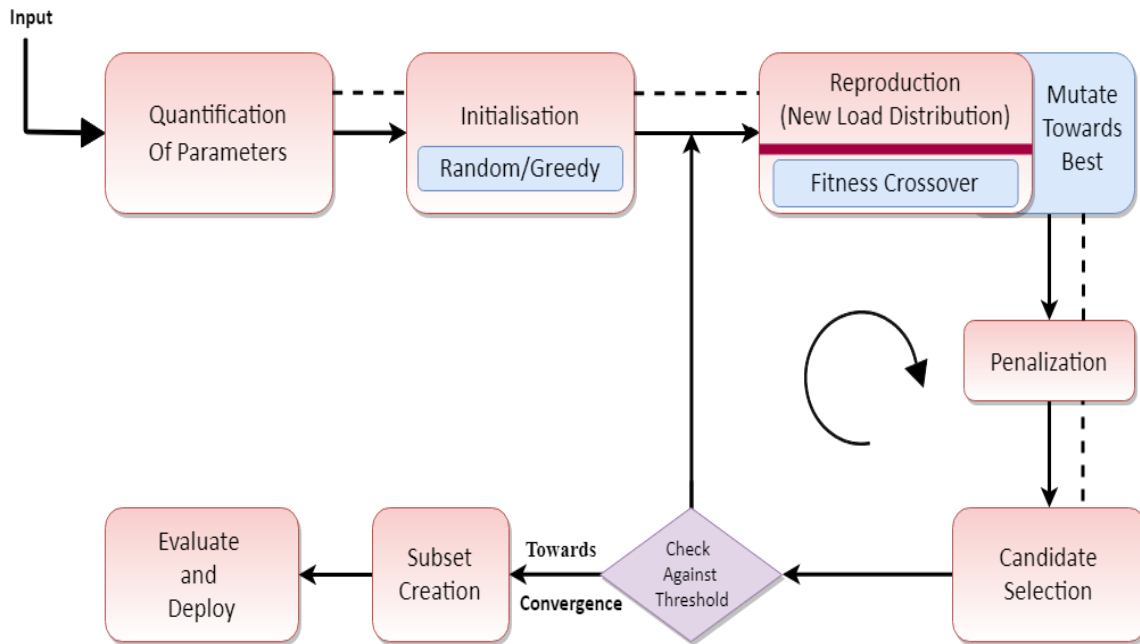 Input
Quantification
Of Parameters
Initialisation
Random/Greedy
Reproduction
(New Load Distribution)
Fitness Crossover
Mutate
Towards
Best
Penalization
Candidate
Selection
Check
Against
Threshold
Towards
Convergence
Subset
Creation
Evaluate
and
Deploy